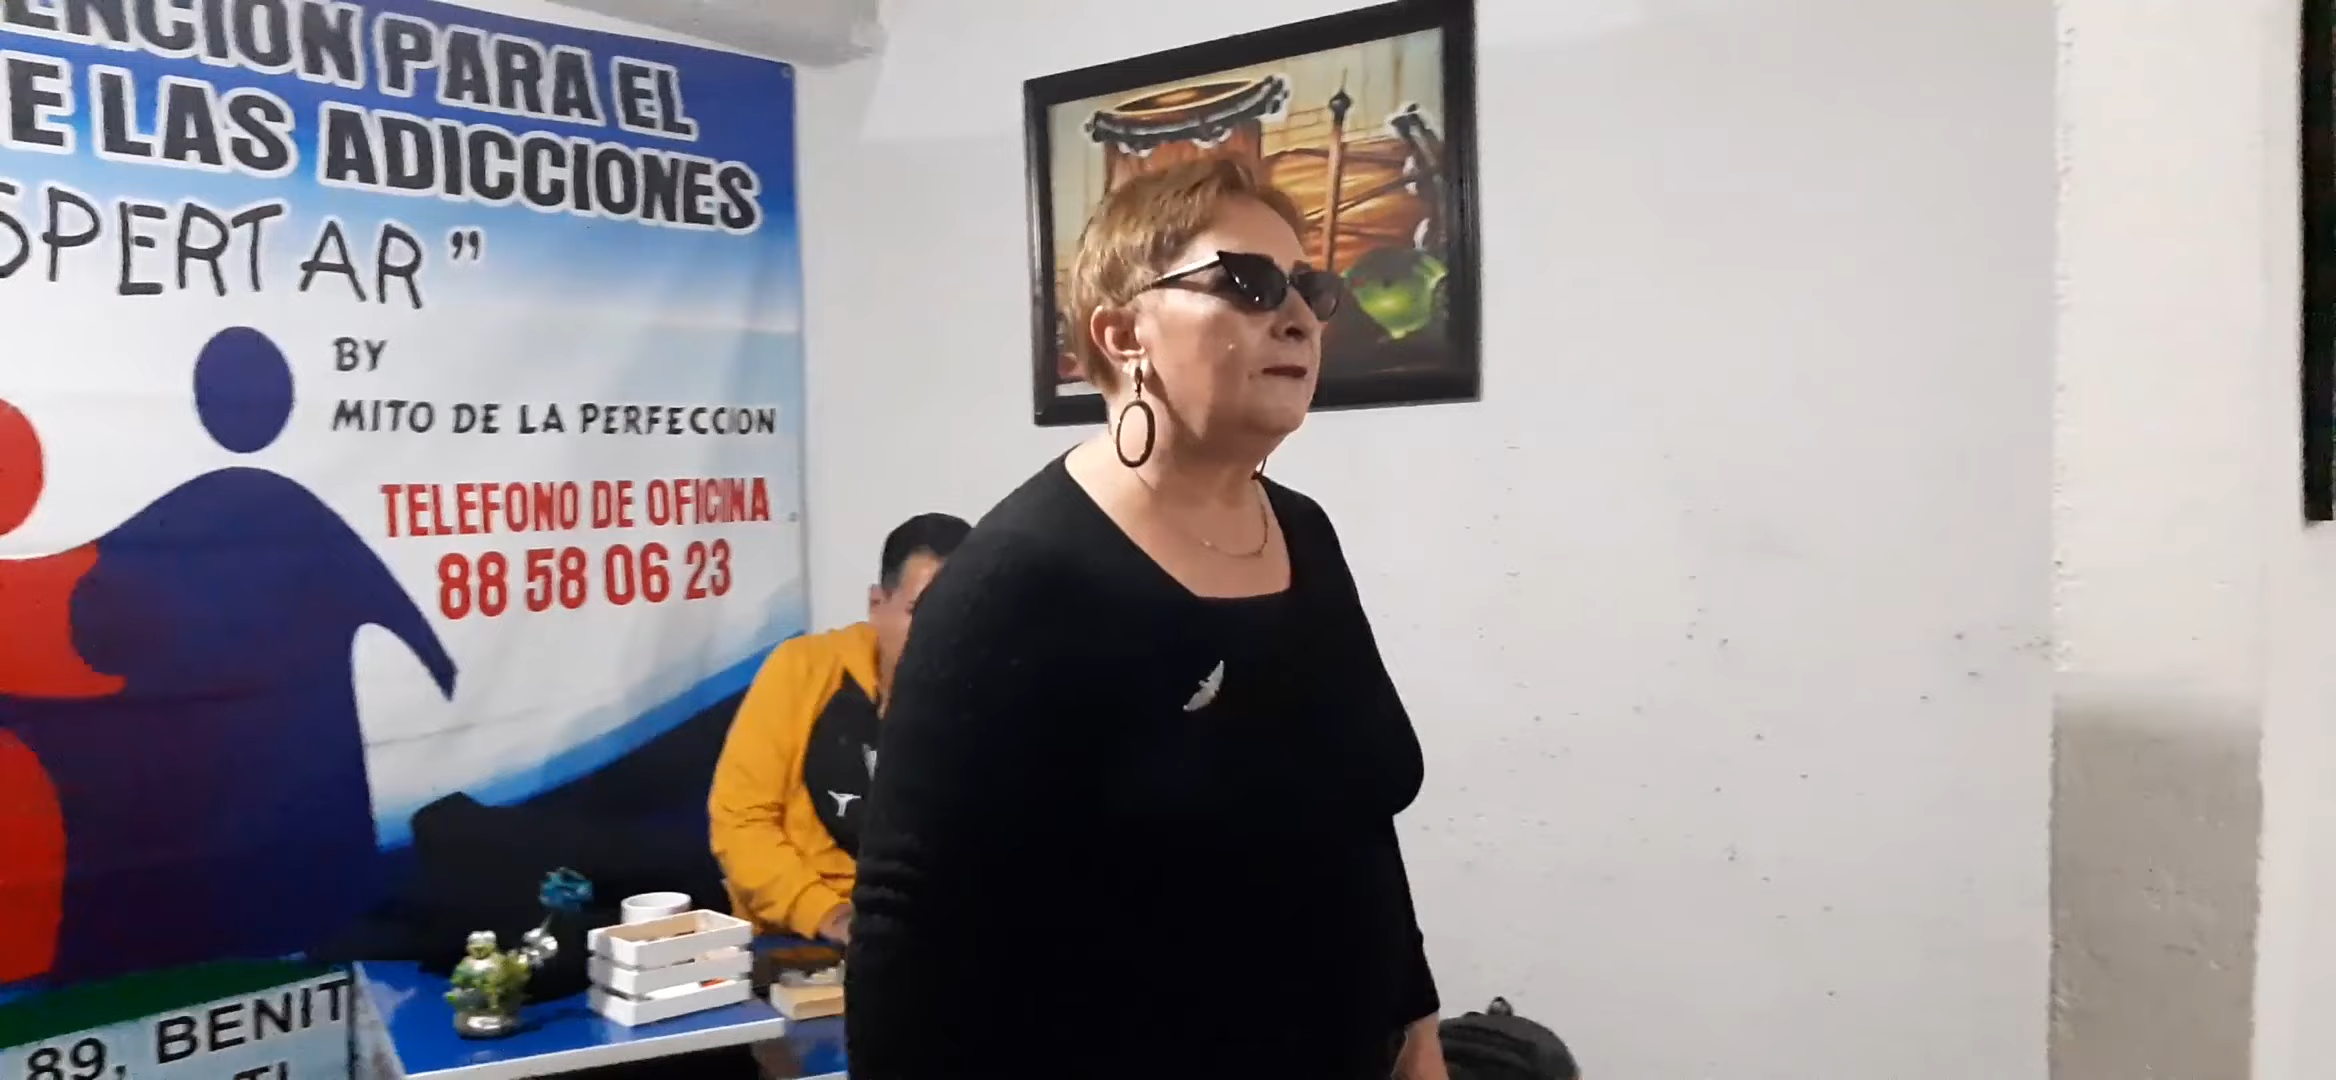 ENCION PARA EL
E LAS ADICCIONES
SPERTAR”
BY
MITO DE LA PERFECCION
TELEFONO DE OFICINA
88 58 06 23
89, BENIT